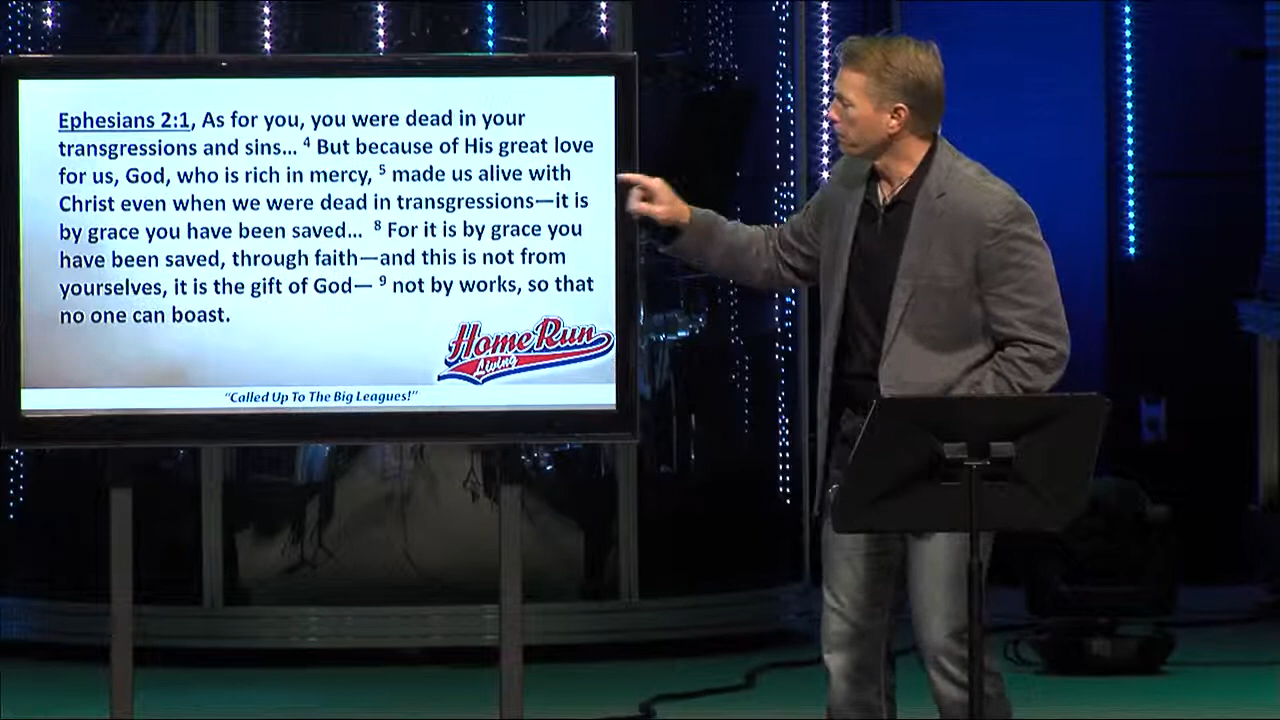 Ephesians 2:1, As for you, you were dead in your
transgressions and sins... ⁴ But because of His great love
for us, God, who is rich in mercy, ⁵ made us alive with
Christ even when we were dead in transgressions—it is
by grace you have been saved... ⁸ For it is by grace you
have been saved, through faith—and this is not from
yourselves, it is the gift of God— ⁹ not by works, so that
no one can boast.
Home Run
Living
“Called Up To The Big Leagues!”